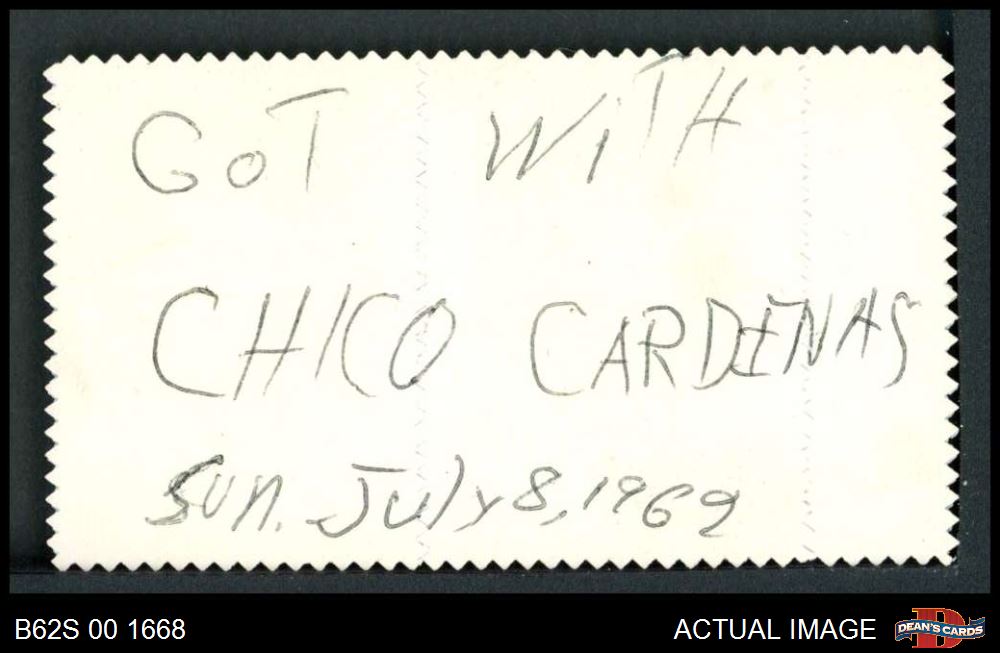 GoT WiTH
CHICO CARDENAS
Sun. July 8, 1969
B62S 00 1668
ACTUAL IMAGE
DEAN'S CARDS